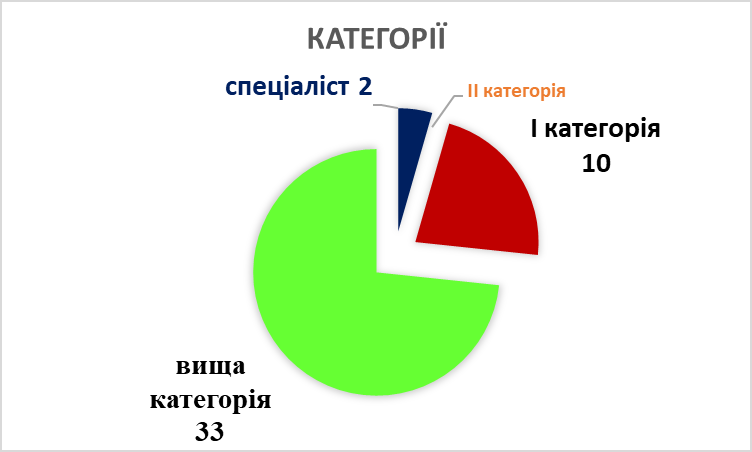 КАТЕГОРІЇ
спеціаліст 2
ІІ категорія
І категорія
10
вища
категорія
33